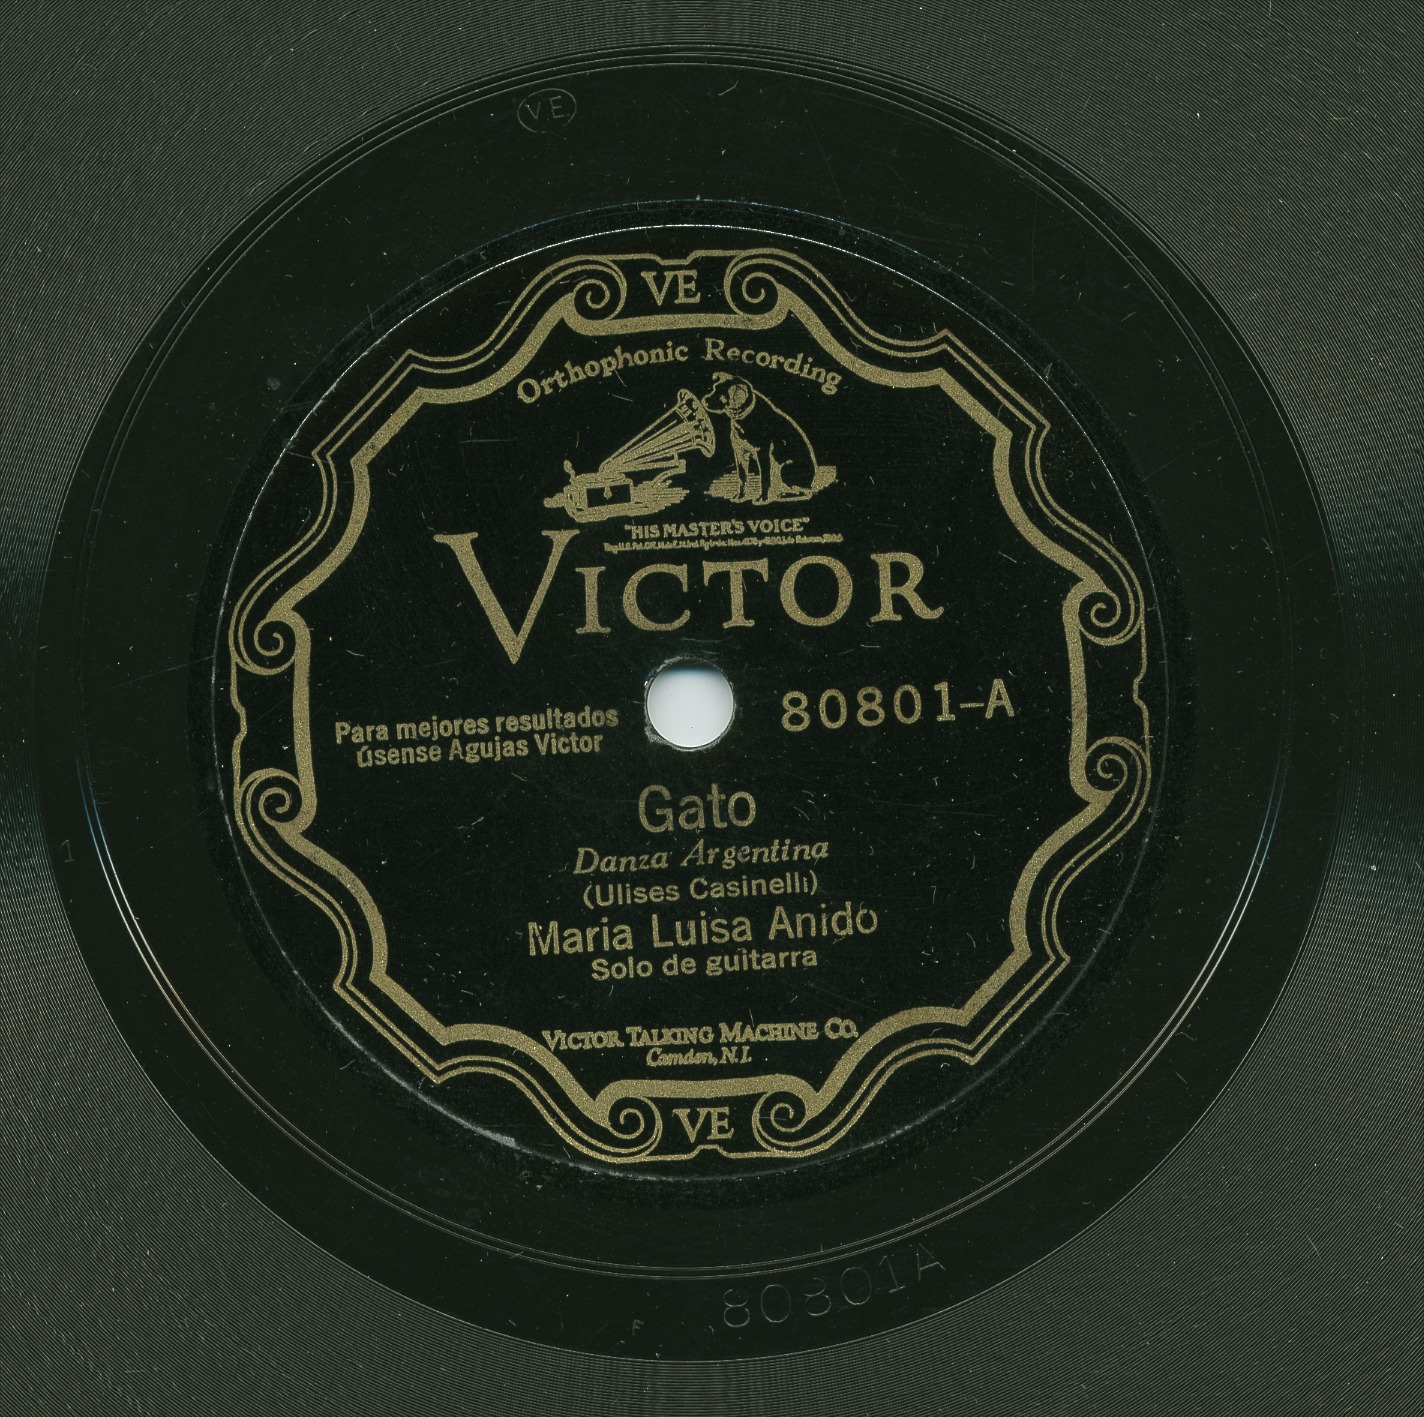 V E
VE
Orthophonic Recording
"HIS MASTER'S VOICE"
VICTOR
80801-A
Para mejores resultados
úsense Agujas Victor
Gato
Danza Argentina
(Ulises Casinelli)
Maria Luisa Anido
Solo de guitarra
VICTOR TALKING MACHINE CO.
Camden, N.J.
VE
1
80801A
F